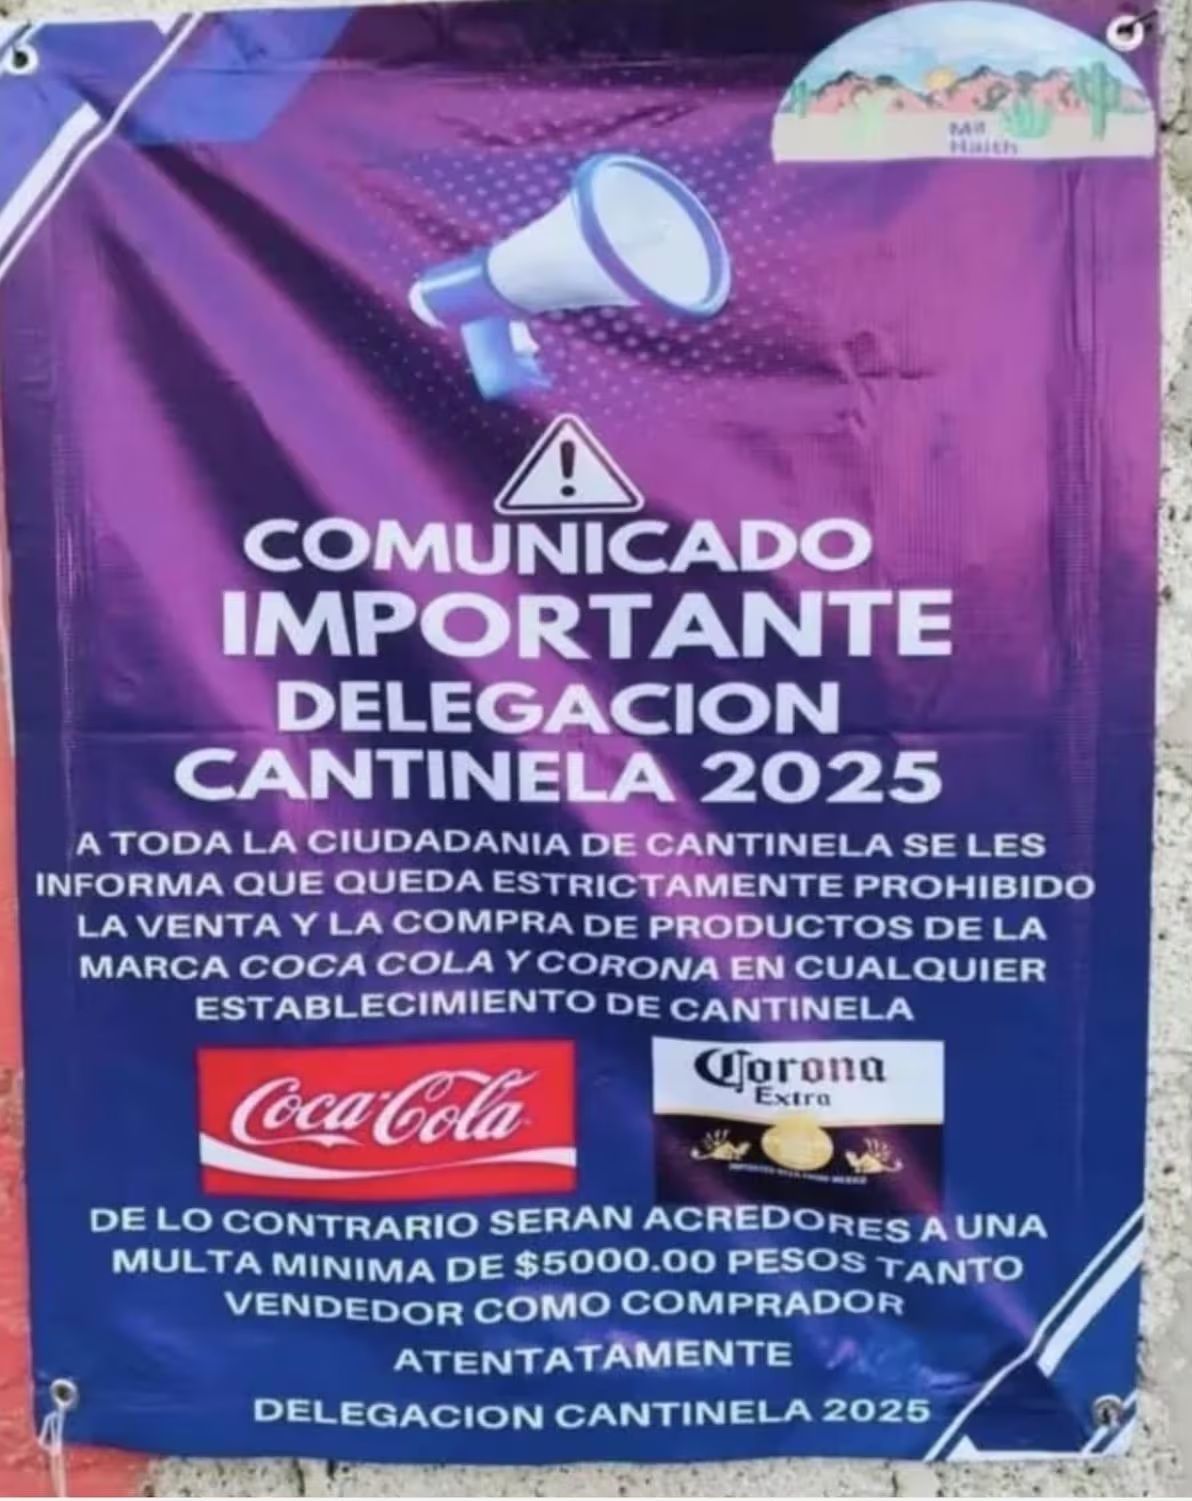 Mil
Huith
COMUNICADO
IMPORTANTE
DELEGACION
CANTINELA 2025
A TODA LA CIUDADANIA DE CANTINELA SE LES
INFORMA QUE QUEDA ESTRICTAMENTE PROHIBIDO
LA VENTA Y LA COMPRA DE PRODUCTOS DE LA
MARCA COCA COLA Y CORONA EN CUALQUIER
ESTABLECIMIENTO DE CANTINELA
Coca-Cola
Corona
Extra
DE LO CONTRARIO SERAN ACREDORES A UNA
MULTA MINIMA DE $5000.00 PESOS TANTO
VENDEDOR COMO COMPRADOR
ATENTATAMENTE
DELEGACION CANTINELA 2025